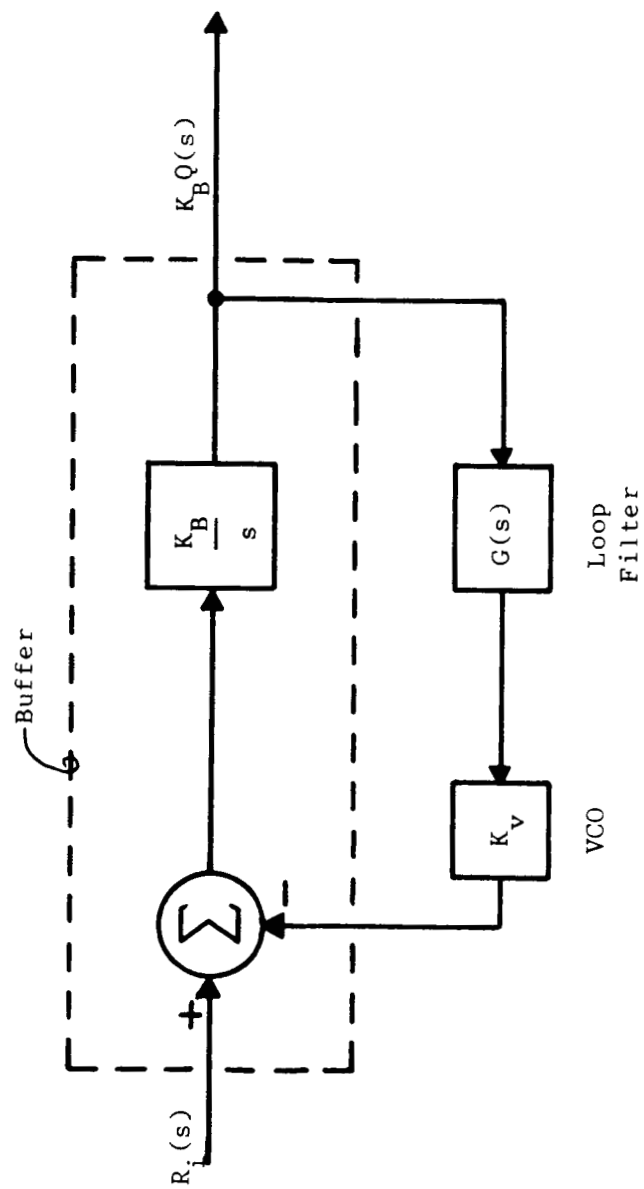 Buffer
R_i(s)
+
Σ
−
K_B
s
K_B Q(s)
K_v
VCO
G(s)
Loop
Filter